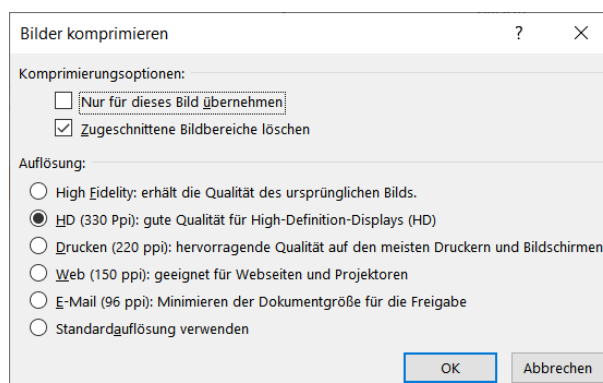 Bilder komprimieren
?
Komprimierungsoptionen:
Nur für dieses Bild übernehmen
Zugeschnittene Bildbereiche löschen
Auflösung:
High Fidelity: erhält die Qualität des ursprünglichen Bilds.
HD (330 Ppi): gute Qualität für High-Definition-Displays (HD)
Drucken (220 ppi): hervorragende Qualität auf den meisten Druckern und Bildschirmen
Web (150 ppi): geeignet für Webseiten und Projektoren
E-Mail (96 ppi): Minimieren der Dokumentgröße für die Freigabe
Standardauflösung verwenden
OK Abbrechen